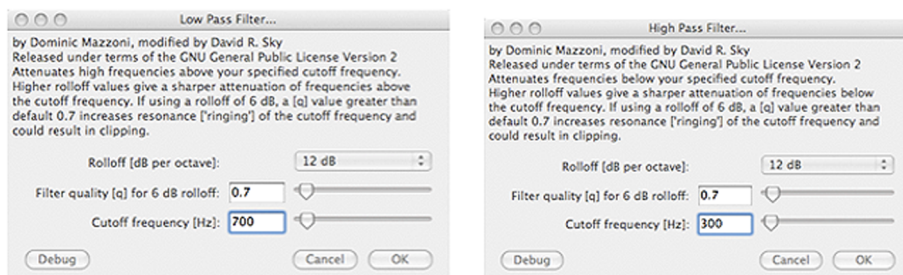 Low Pass Filter...
by Dominic Mazzoni, modified by David R. Sky
Released under terms of the GNU General Public License Version 2
Attenuates high frequencies above your specified cutoff frequency.
Higher rolloff values give a sharper attenuation of frequencies above
the cutoff frequency. If using a rolloff of 6 dB, a [q] value greater than
default 0.7 increases resonance ['ringing'] of the cutoff frequency and
could result in clipping.
Rolloff [dB per octave]: 12 dB
Filter quality [q] for 6 dB rolloff: 0.7
Cutoff frequency [Hz]: 700
Debug Cancel OK
High Pass Filter...
by Dominic Mazzoni, modified by David R. Sky
Released under terms of the GNU General Public License Version 2
Attenuates frequencies below your specified cutoff frequency.
Higher rolloff values give a sharper attenuation of frequencies below
the cutoff frequency. If using a rolloff of 6 dB, a [q] value greater than
default 0.7 increases resonance ['ringing'] of the cutoff frequency and
could result in clipping.
Rolloff [dB per octave]: 12 dB
Filter quality [q] for 6 dB rolloff: 0.7
Cutoff frequency [Hz]: 300
Debug Cancel OK